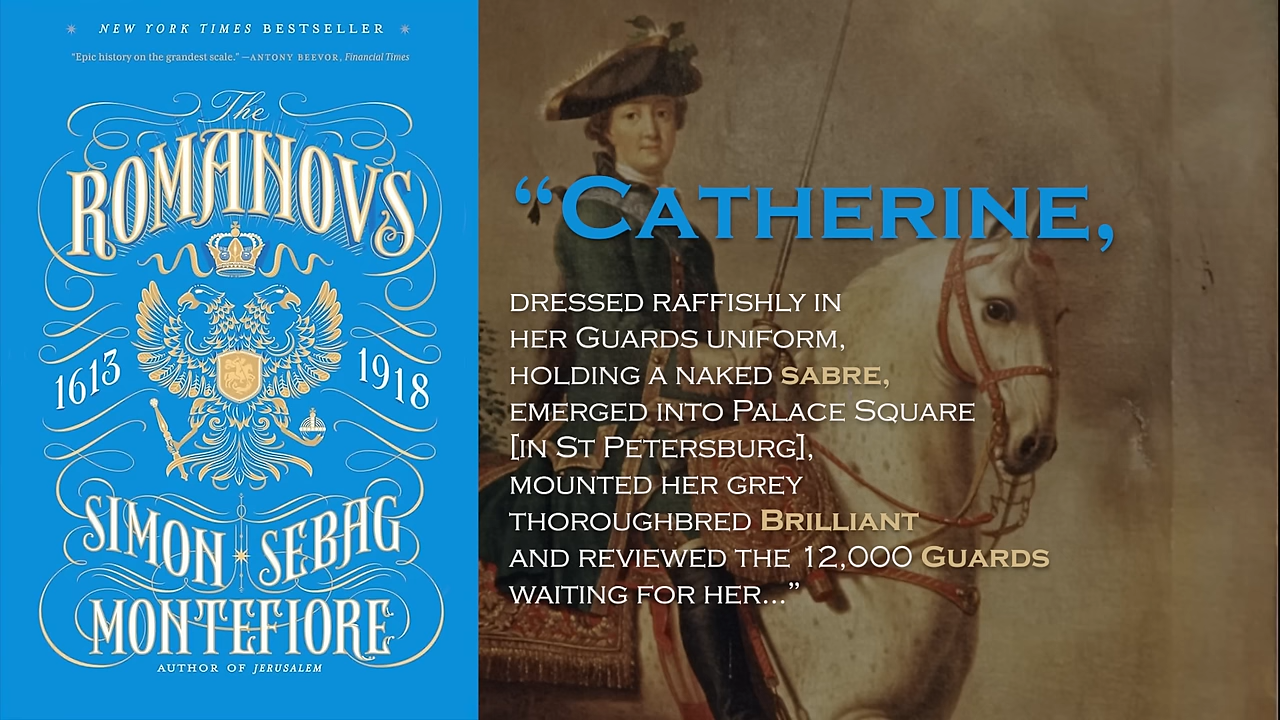 NEW YORK TIMES BESTSELLER
“Epic history on the grandest scale.” —ANTONY BEEVOR, Financial Times
The
ROMANOVS
1613 1918
SIMON SEBAG
MONTEFIORE
AUTHOR OF JERUSALEM
“CATHERINE,
DRESSED RAFFISHLY IN
HER GUARDS UNIFORM,
HOLDING A NAKED SABRE,
EMERGED INTO PALACE SQUARE
[IN ST PETERSBURG],
MOUNTED HER GREY
THOROUGHBRED BRILLIANT
AND REVIEWED THE 12,000 GUARDS
WAITING FOR HER...”